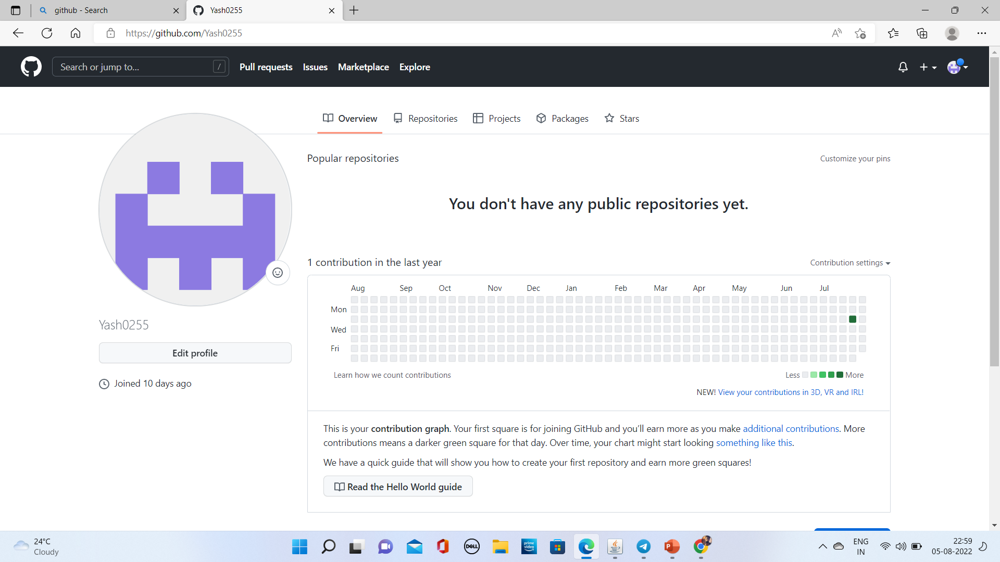 github - Search
Yash0255
https://github.com/Yash0255
Search or jump to... /
Pull requests Issues Marketplace Explore
Overview Repositories Projects Packages Stars
Popular repositories
Customize your pins
You don't have any public repositories yet.
1 contribution in the last year
Contribution settings
Aug Sep Oct Nov Dec Jan Feb Mar Apr May Jun Jul
Mon
Wed
Fri
Learn how we count contributions
Less More
NEW! View your contributions in 3D, VR and IRL!
Yash0255
Edit profile
Joined 10 days ago
This is your contribution graph. Your first square is for joining GitHub and you’ll earn more as you make additional contributions. More
contributions means a darker green square for that day. Over time, your chart might start looking something like this.
We have a quick guide that will show you how to create your first repository and earn more green squares!
Read the Hello World guide
24°C
Cloudy
DELL
prime
video
ENG
IN
22:59
05-08-2022